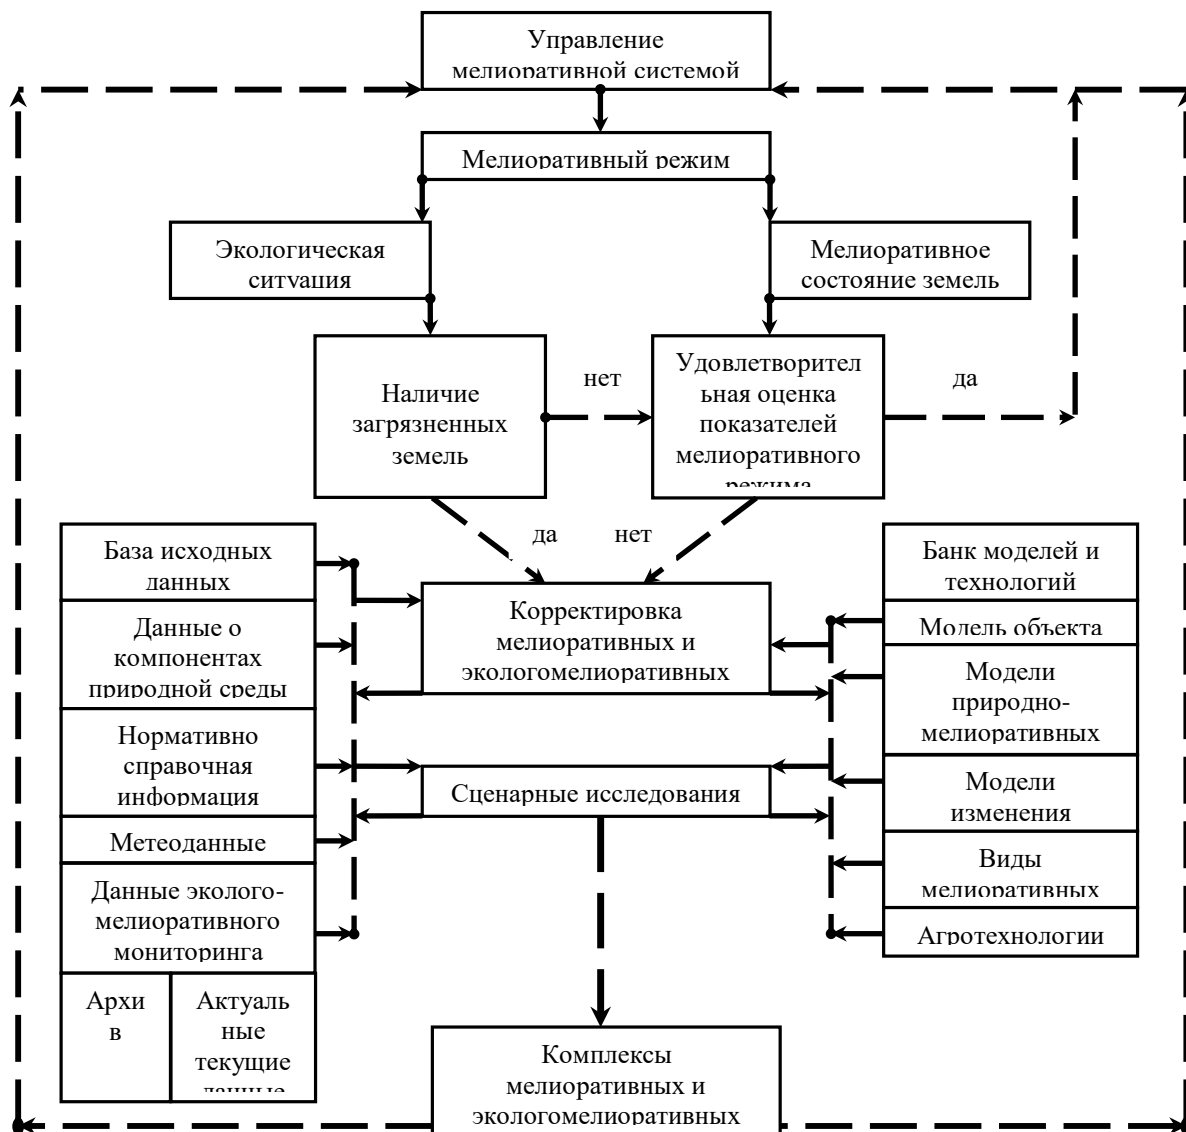 Управление
мелиоративной системой
Мелиоративный режим
Экологическая
ситуация
Мелиоративное
состояние земель
Наличие
загрязненных
земель
нет
Удовлетворител
ьная оценка
показателей
мелиоративного
режима
да
да
нет
База исходных
данных
Данные о
компонентах
природной среды
Нормативно
справочная
информация
Метеоданные
Данные эколого-
мелиоративного
мониторинга
Архи
в
Актуаль
ные
текущие
данные
Корректировка
мелиоративных и
экологомелиоративных
Сценарные исследования
Банк моделей и
технологий
Модель объекта
Модели
природно-
мелиоративных
Модели
изменения
Виды
мелиоративных
Агротехнологии
Комплексы
мелиоративных и
экологомелиоративных